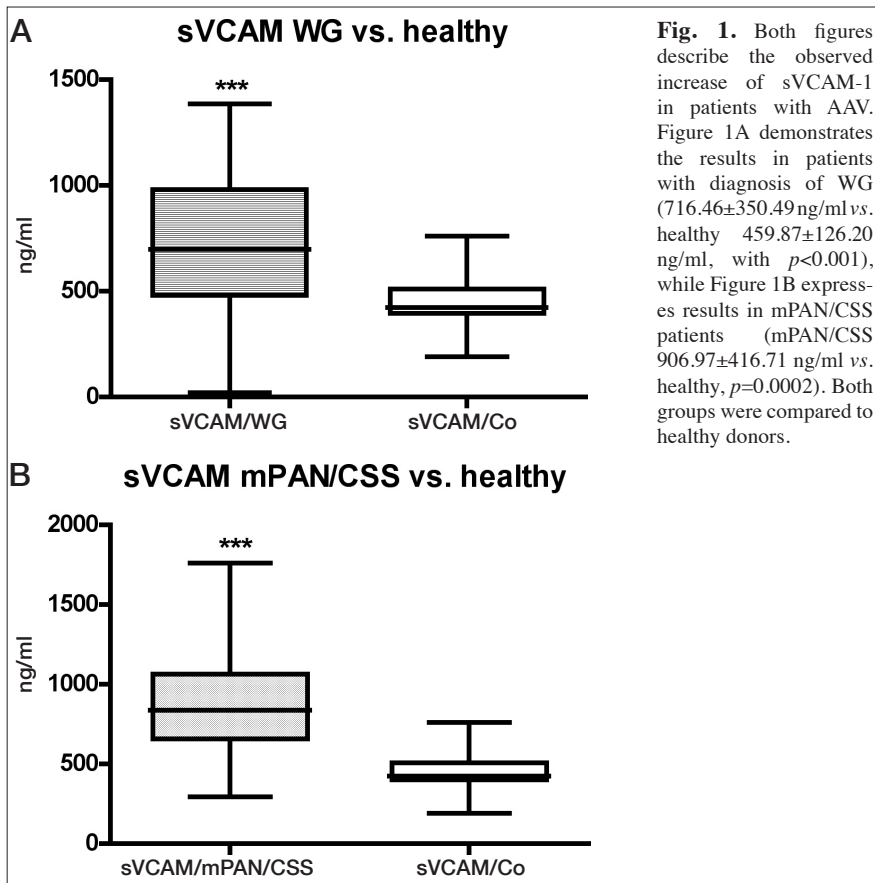 A
sVCAM WG vs. healthy
1500
1000
500
0
ng/ml
***
sVCAM/WG
sVCAM/Co
B
sVCAM mPAN/CSS vs. healthy
2000
1500
1000
500
0
ng/ml
***
sVCAM/mPAN/CSS
sVCAM/Co
Fig. 1. Both figures
describe the observed
increase of sVCAM-1
in patients with AAV.
Figure 1A demonstrates
the results in patients
with diagnosis of WG
(716.46±350.49 ng/ml vs.
healthy 459.87±126.20
ng/ml, with p<0.001),
while Figure 1B express-
es results in mPAN/CSS
patients (mPAN/CSS
906.97±416.71 ng/ml vs.
healthy, p=0.0002). Both
groups were compared to
healthy donors.